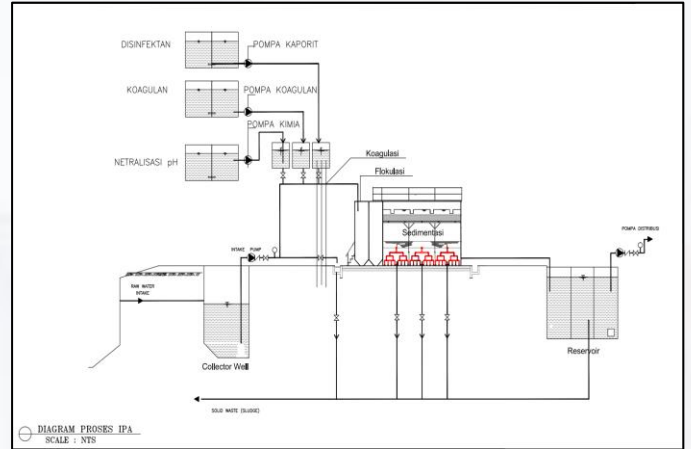 DISINFEKTAN
POMPA KAPORIT
KOAGULAN
POMPA KOAGULAN
POMPA KIMIA
NETRALISASI pH
Koagulasi
Flokulasi
Sedimentasi
POMPA DISTRIBUSI
INTAKE PUMP
RAW WATER
INTAKE
Collector Well
Reservoir
SOLID WASTE (SLUDGE)
DIAGRAM PROSES IPA
SCALE : NTS